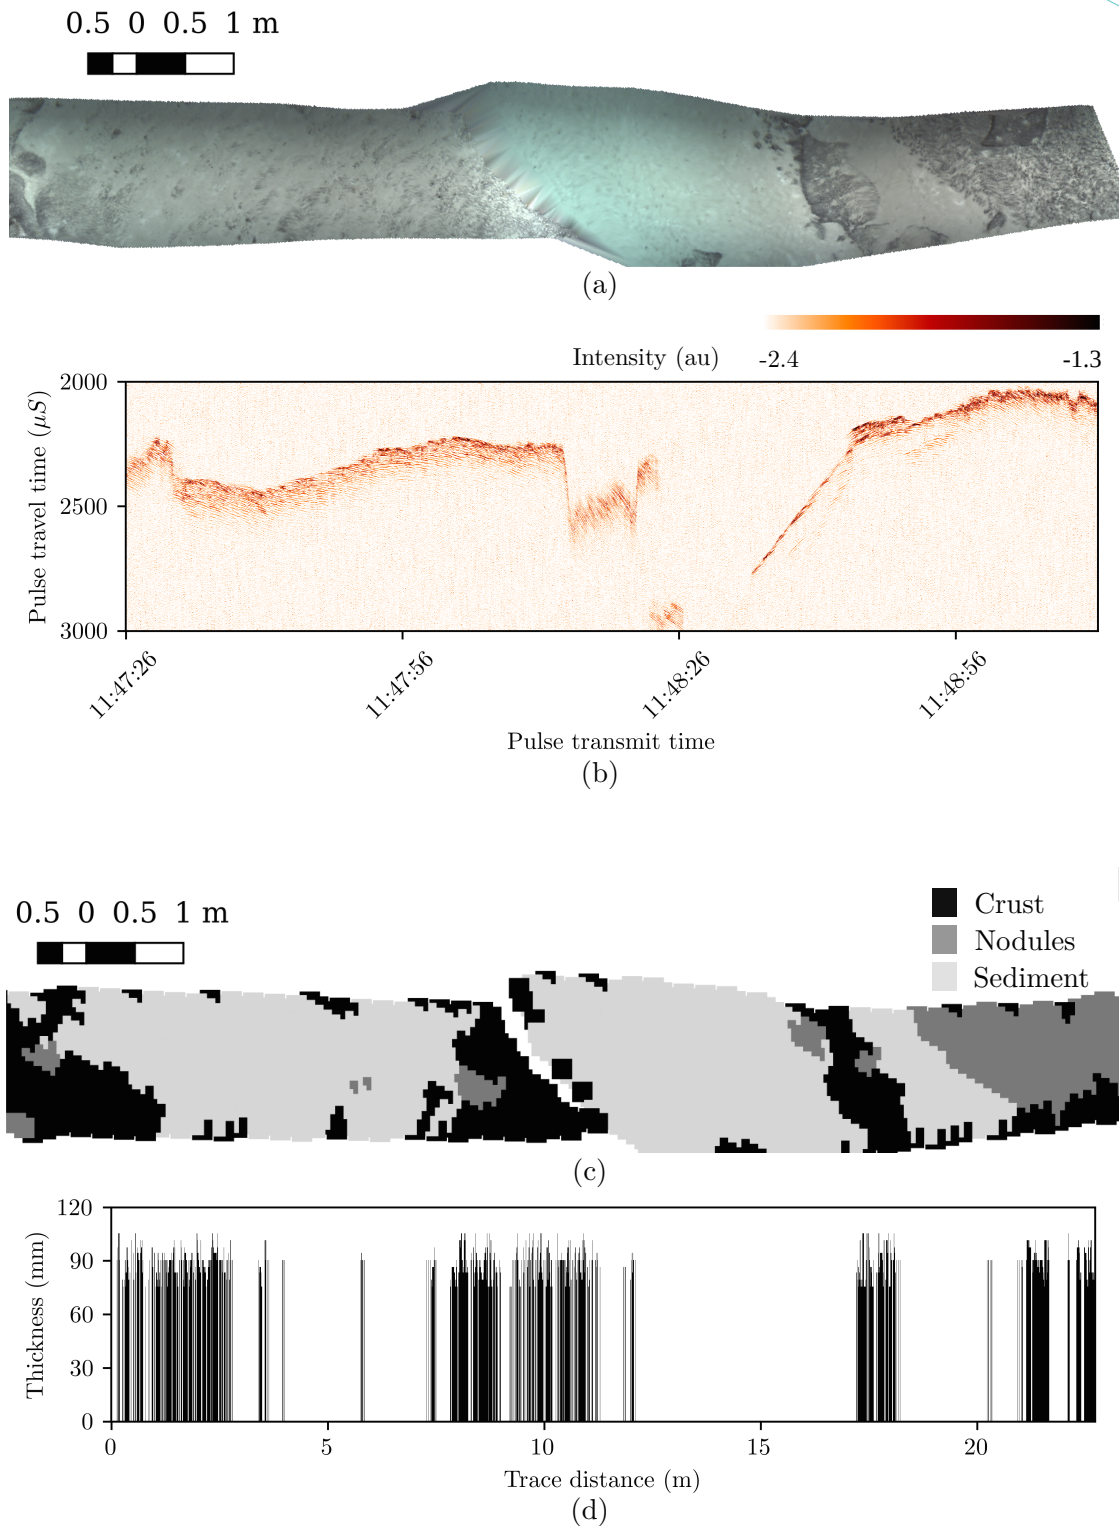 0.5 0 0.5 1 m
(a)
Intensity (au) -2.4 -1.3
2000
2500
3000
Pulse travel time (μS)
11:47:26 11:47:56 11:48:26 11:48:56
Pulse transmit time
(b)
0.5 0 0.5 1 m
Crust
Nodules
Sediment
(c)
120
90
60
30
0
Thickness (mm)
0 5 10 15 20
Trace distance (m)
(d)